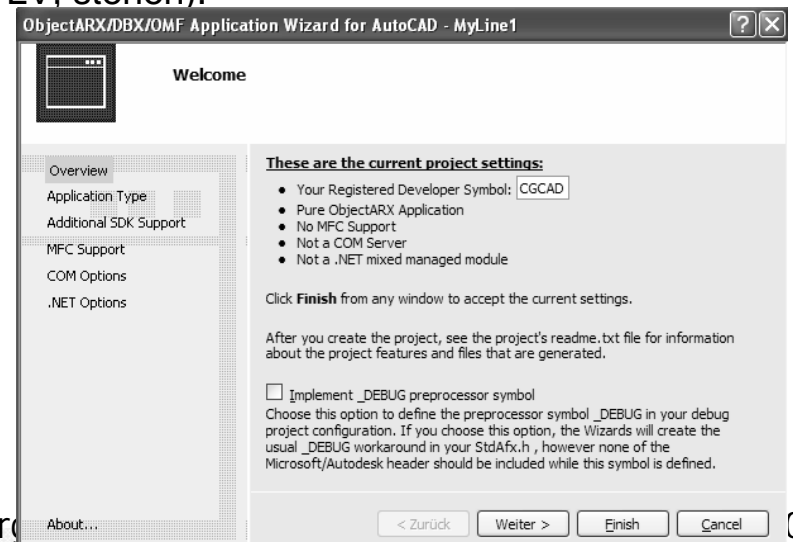 ObjectARX/DBX/OMF Application Wizard for AutoCAD - MyLine1
Welcome
Overview
Application Type
Additional SDK Support
MFC Support
COM Options
.NET Options
About...
These are the current project settings:
• Your Registered Developer Symbol: CGCAD
• Pure ObjectARX Application
• No MFC Support
• Not a COM Server
• Not a .NET mixed managed module
Click Finish from any window to accept the current settings.
After you create the project, see the project's readme.txt file for information
about the project features and files that are generated.
Implement _DEBUG preprocessor symbol
Choose this option to define the preprocessor symbol _DEBUG in your debug
project configuration. If you choose this option, the Wizards will create the
usual _DEBUG workaround in your StdAfx.h , however none of the
Microsoft/Autodesk header should be included while this symbol is defined.
< Zurück Weiter > Finish Cancel